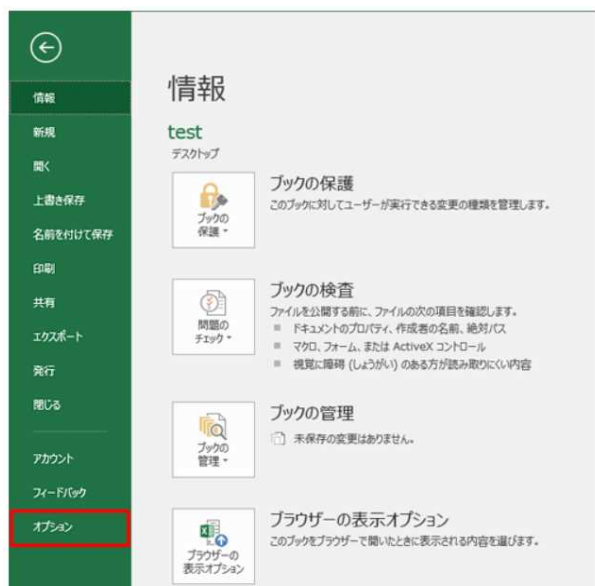 情報
新規
開く
上書き保存
名前を付けて保存
印刷
共有
エクスポート
発行
閉じる
アカウント
フィードバック
オプション
情報
test
デスクトップ
ブックの
保護
ブックの保護
このブックに対してユーザーが実行できる変更の種類を管理します。
問題の
チェック
ブックの検査
ファイルを公開する前に、ファイルの次の項目を確認します。
ドキュメントのプロパティ、作成者の名前、絶対パス
マクロ、フォーム、または ActiveX コントロール
視覚に障碍 (しょうがい) のある方が読み取りにくい内容
ブックの
管理
ブックの管理
未保存の変更はありません。
ブラウザーの
表示オプション
ブラウザーの表示オプション
このブックをブラウザーで開いたときに表示される内容を選びます。